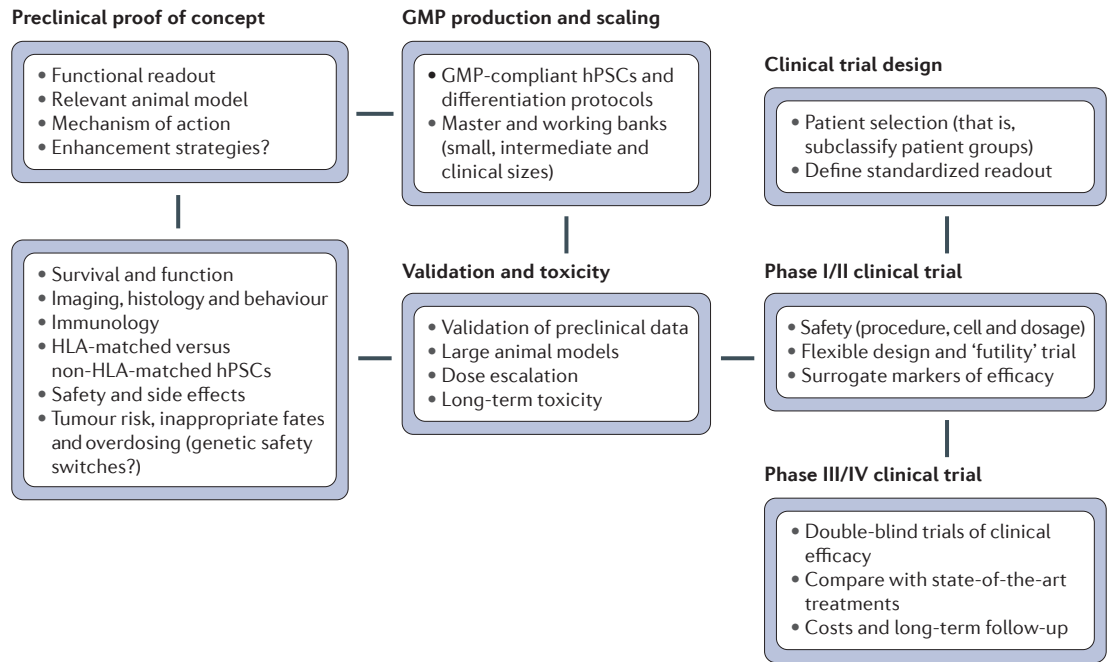 Preclinical proof of concept
• Functional readout
• Relevant animal model
• Mechanism of action
• Enhancement strategies?
• Survival and function
• Imaging, histology and behaviour
• Immunology
• HLA-matched versus
non-HLA-matched hPSCs
• Safety and side effects
• Tumour risk, inappropriate fates
and overdosing (genetic safety
switches?)
GMP production and scaling
• GMP-compliant hPSCs and
differentiation protocols
• Master and working banks
(small, intermediate and
clinical sizes)
Validation and toxicity
• Validation of preclinical data
• Large animal models
• Dose escalation
• Long-term toxicity
Clinical trial design
• Patient selection (that is,
subclassify patient groups)
• Define standardized readout
Phase I/II clinical trial
• Safety (procedure, cell and dosage)
• Flexible design and ‘futility’ trial
• Surrogate markers of efficacy
Phase III/IV clinical trial
• Double-blind trials of clinical
efficacy
• Compare with state-of-the-art
treatments
• Costs and long-term follow-up